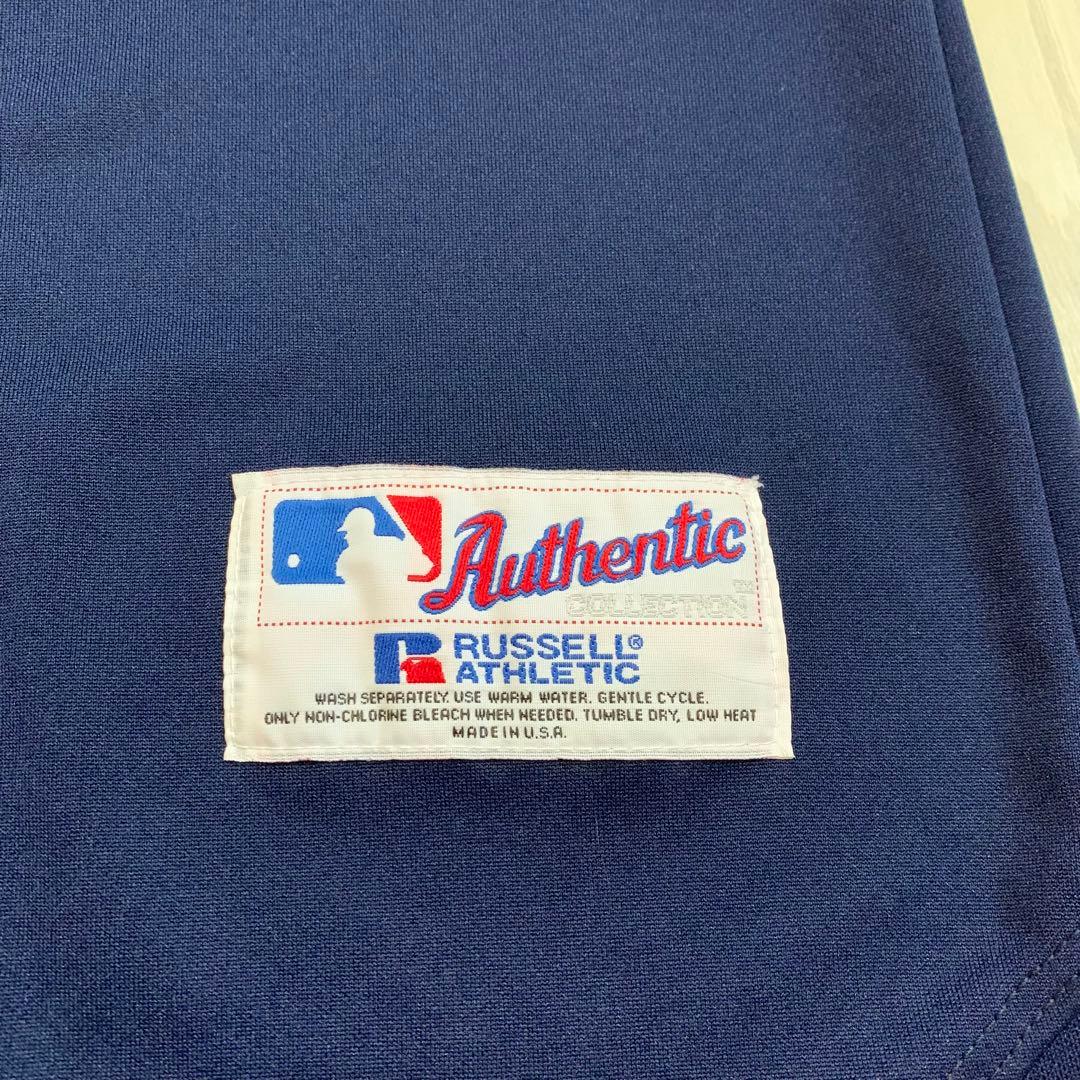 Authentic
COLLECTION™
RUSSELL®
ATHLETIC
WASH SEPARATELY. USE WARM WATER. GENTLE CYCLE.
ONLY NON-CHLORINE BLEACH WHEN NEEDED. TUMBLE DRY, LOW HEAT
MADE IN U.S.A.